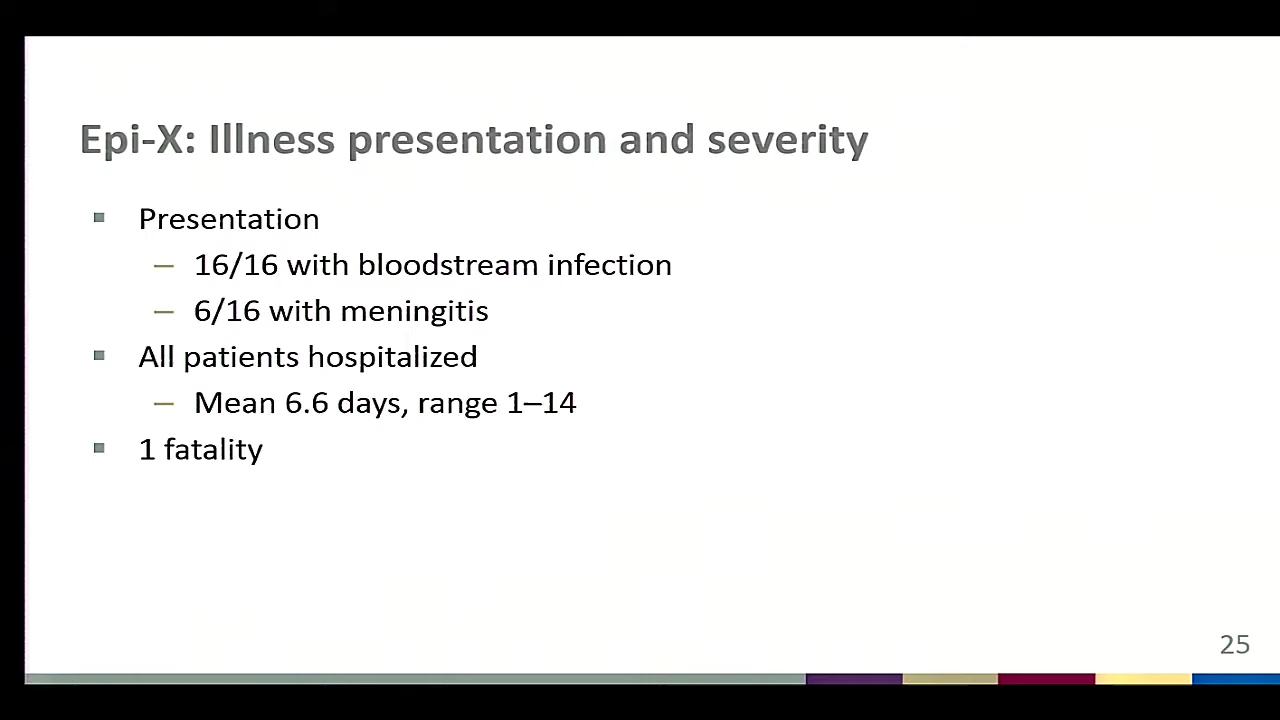 Epi-X: Illness presentation and severity
▪ Presentation
– 16/16 with bloodstream infection
– 6/16 with meningitis
▪ All patients hospitalized
– Mean 6.6 days, range 1–14
▪ 1 fatality
25